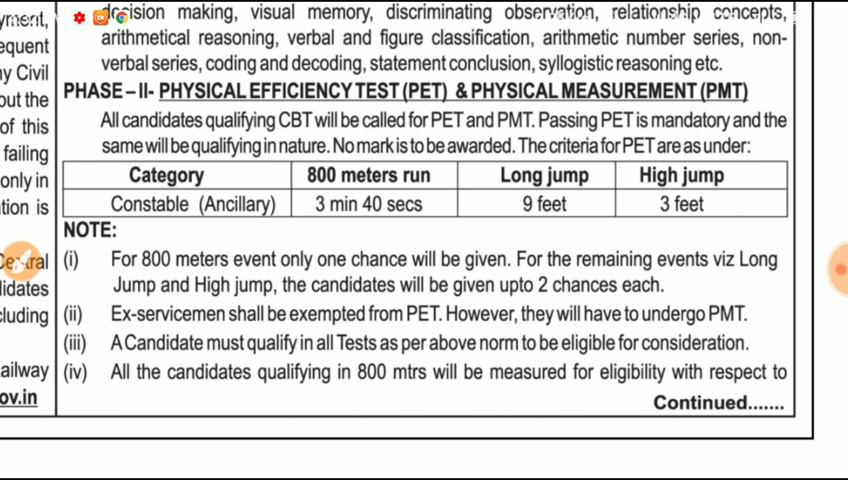 yment,
equent
y Civil
out the
of this
failing
only in
tion is
lidates
cluding
ailway
ov.in
decision making, visual memory, discriminating observation, relationship concepts,
arithmetical reasoning, verbal and figure classification, arithmetic number series, non-
verbal series, coding and decoding, statement conclusion, syllogistic reasoning etc.
PHASE – II- PHYSICAL EFFICIENCY TEST (PET) & PHYSICAL MEASUREMENT (PMT)
All candidates qualifying CBT will be called for PET and PMT. Passing PET is mandatory and the
same will be qualifying in nature. No mark is to be awarded. The criteria for PET are as under:
Category 800 meters run Long jump High jump
Constable (Ancillary) 3 min 40 secs 9 feet 3 feet
NOTE:
(i) For 800 meters event only one chance will be given. For the remaining events viz Long
Jump and High jump, the candidates will be given upto 2 chances each.
(ii) Ex-servicemen shall be exempted from PET. However, they will have to undergo PMT.
(iii) A Candidate must qualify in all Tests as per above norm to be eligible for consideration.
(iv) All the candidates qualifying in 800 mtrs will be measured for eligibility with respect to
Continued.......